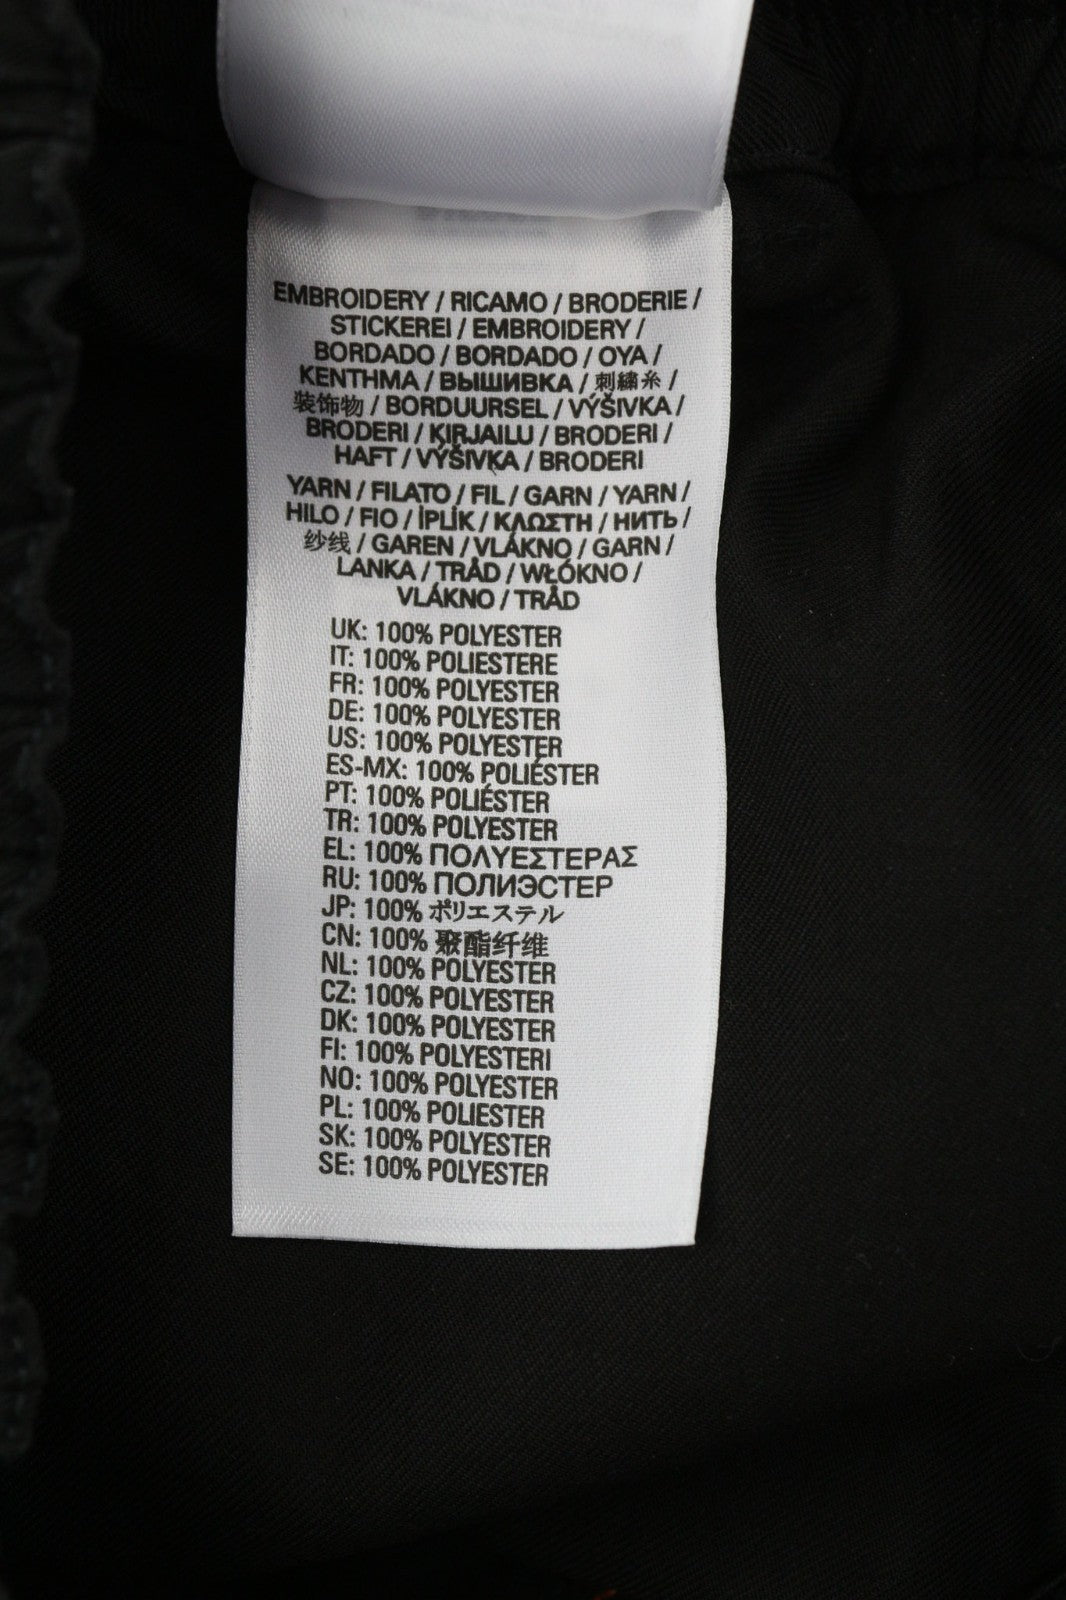 EMBROIDERY / RICAMO / BRODERIE /
STICKEREI / EMBROIDERY /
BORDADO / BORDADO / OYA /
KENTHMA / ВЫШИВКА / 刺繍糸 /
装饰物 / BORDUURSEL / VÝŠIVKA /
BRODERI / KIRJAILU / BRODERI /
HAFT / VÝŠIVKA / BRODERI
YARN / FILATO / FIL / GARN / YARN /
HILO / FIO / İPLİK / ΚΛΩΣΤΗ / НИТЬ /
纱线 / GAREN / VLÁKNO / GARN /
LANKA / TRÅD / WŁÓKNO /
VLÁKNO / TRÅD
UK: 100% POLYESTER
IT: 100% POLIESTERE
FR: 100% POLYESTER
DE: 100% POLYESTER
US: 100% POLYESTER
ES-MX: 100% POLIÉSTER
PT: 100% POLIÉSTER
TR: 100% POLYESTER
EL: 100% ΠΟΛΥΕΣΤΕΡΑΣ
RU: 100% ПОЛИЭСТЕР
JP: 100% ポリエステル
CN: 100% 聚酯纤维
NL: 100% POLYESTER
CZ: 100% POLYESTER
DK: 100% POLYESTER
FI: 100% POLYESTERI
NO: 100% POLYESTER
PL: 100% POLIESTER
SK: 100% POLYESTER
SE: 100% POLYESTER